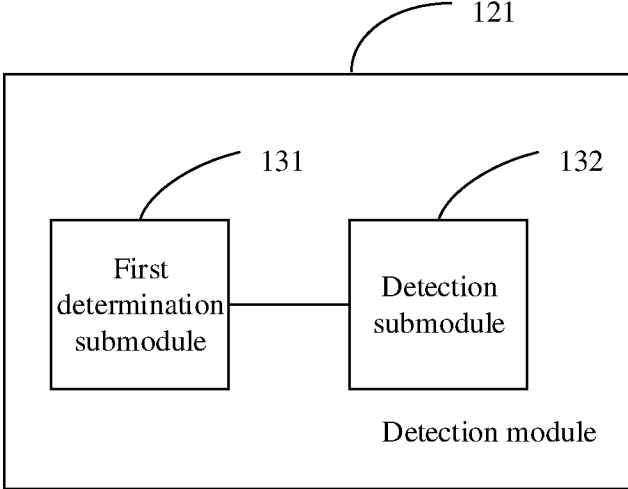 121
131
132
First
determination
submodule
Detection
submodule
Detection module